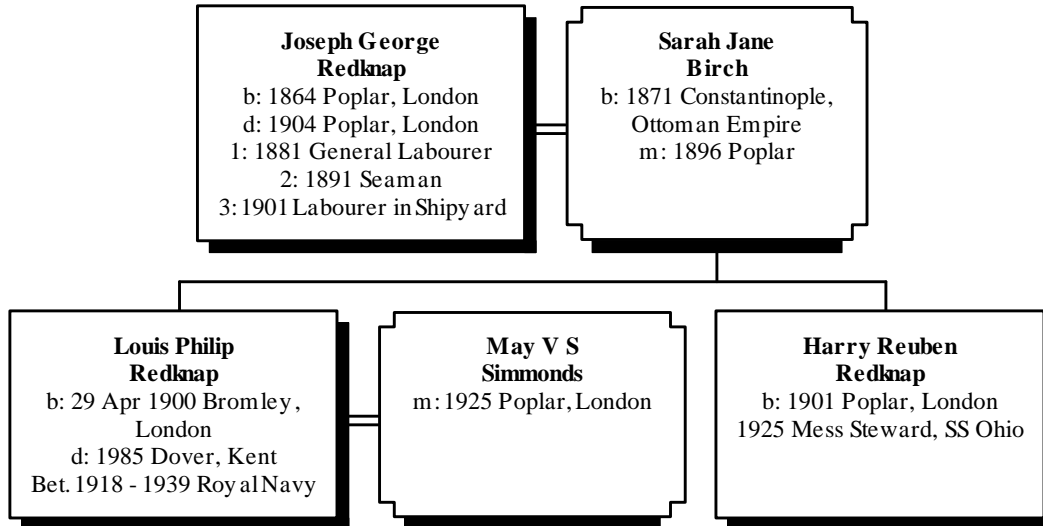 Joseph George
Redknap
b: 1864 Poplar, London
d: 1904 Poplar, London
1: 1881 General Labourer
2: 1891 Seaman
3: 1901 Labourer in Shipyard
Sarah Jane
Birch
b: 1871 Constantinople,
Ottoman Empire
m: 1896 Poplar
Louis Philip
Redknap
b: 29 Apr 1900 Bromley,
London
d: 1985 Dover, Kent
Bet. 1918 - 1939 Royal Navy
May V S
Simmonds
m: 1925 Poplar, London
Harry Reuben
Redknap
b: 1901 Poplar, London
1925 Mess Steward, SS Ohio